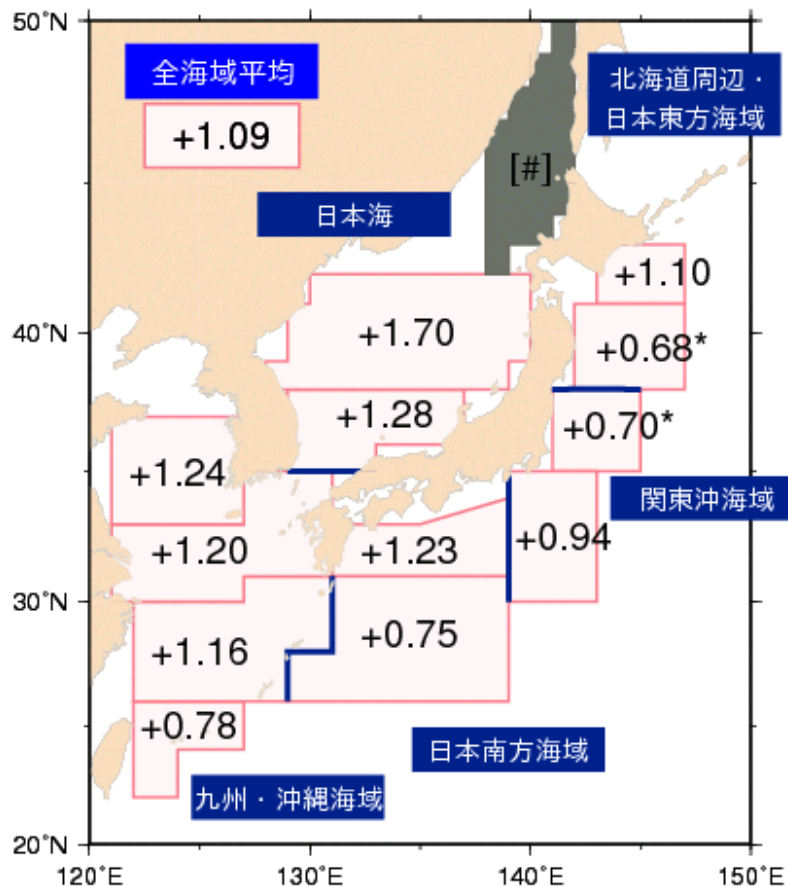 50°N
40°N
30°N
20°N
120°E
130°E
140°E
150°E
全海域平均
+1.09
北海道周辺・
日本東方海域
[#]
日本海
+1.10
+1.70
+0.68*
+1.28
+0.70*
+1.24
関東沖海域
+0.94
+1.20
+1.23
+1.16
+0.75
+0.78
日本南方海域
九州・沖縄海域